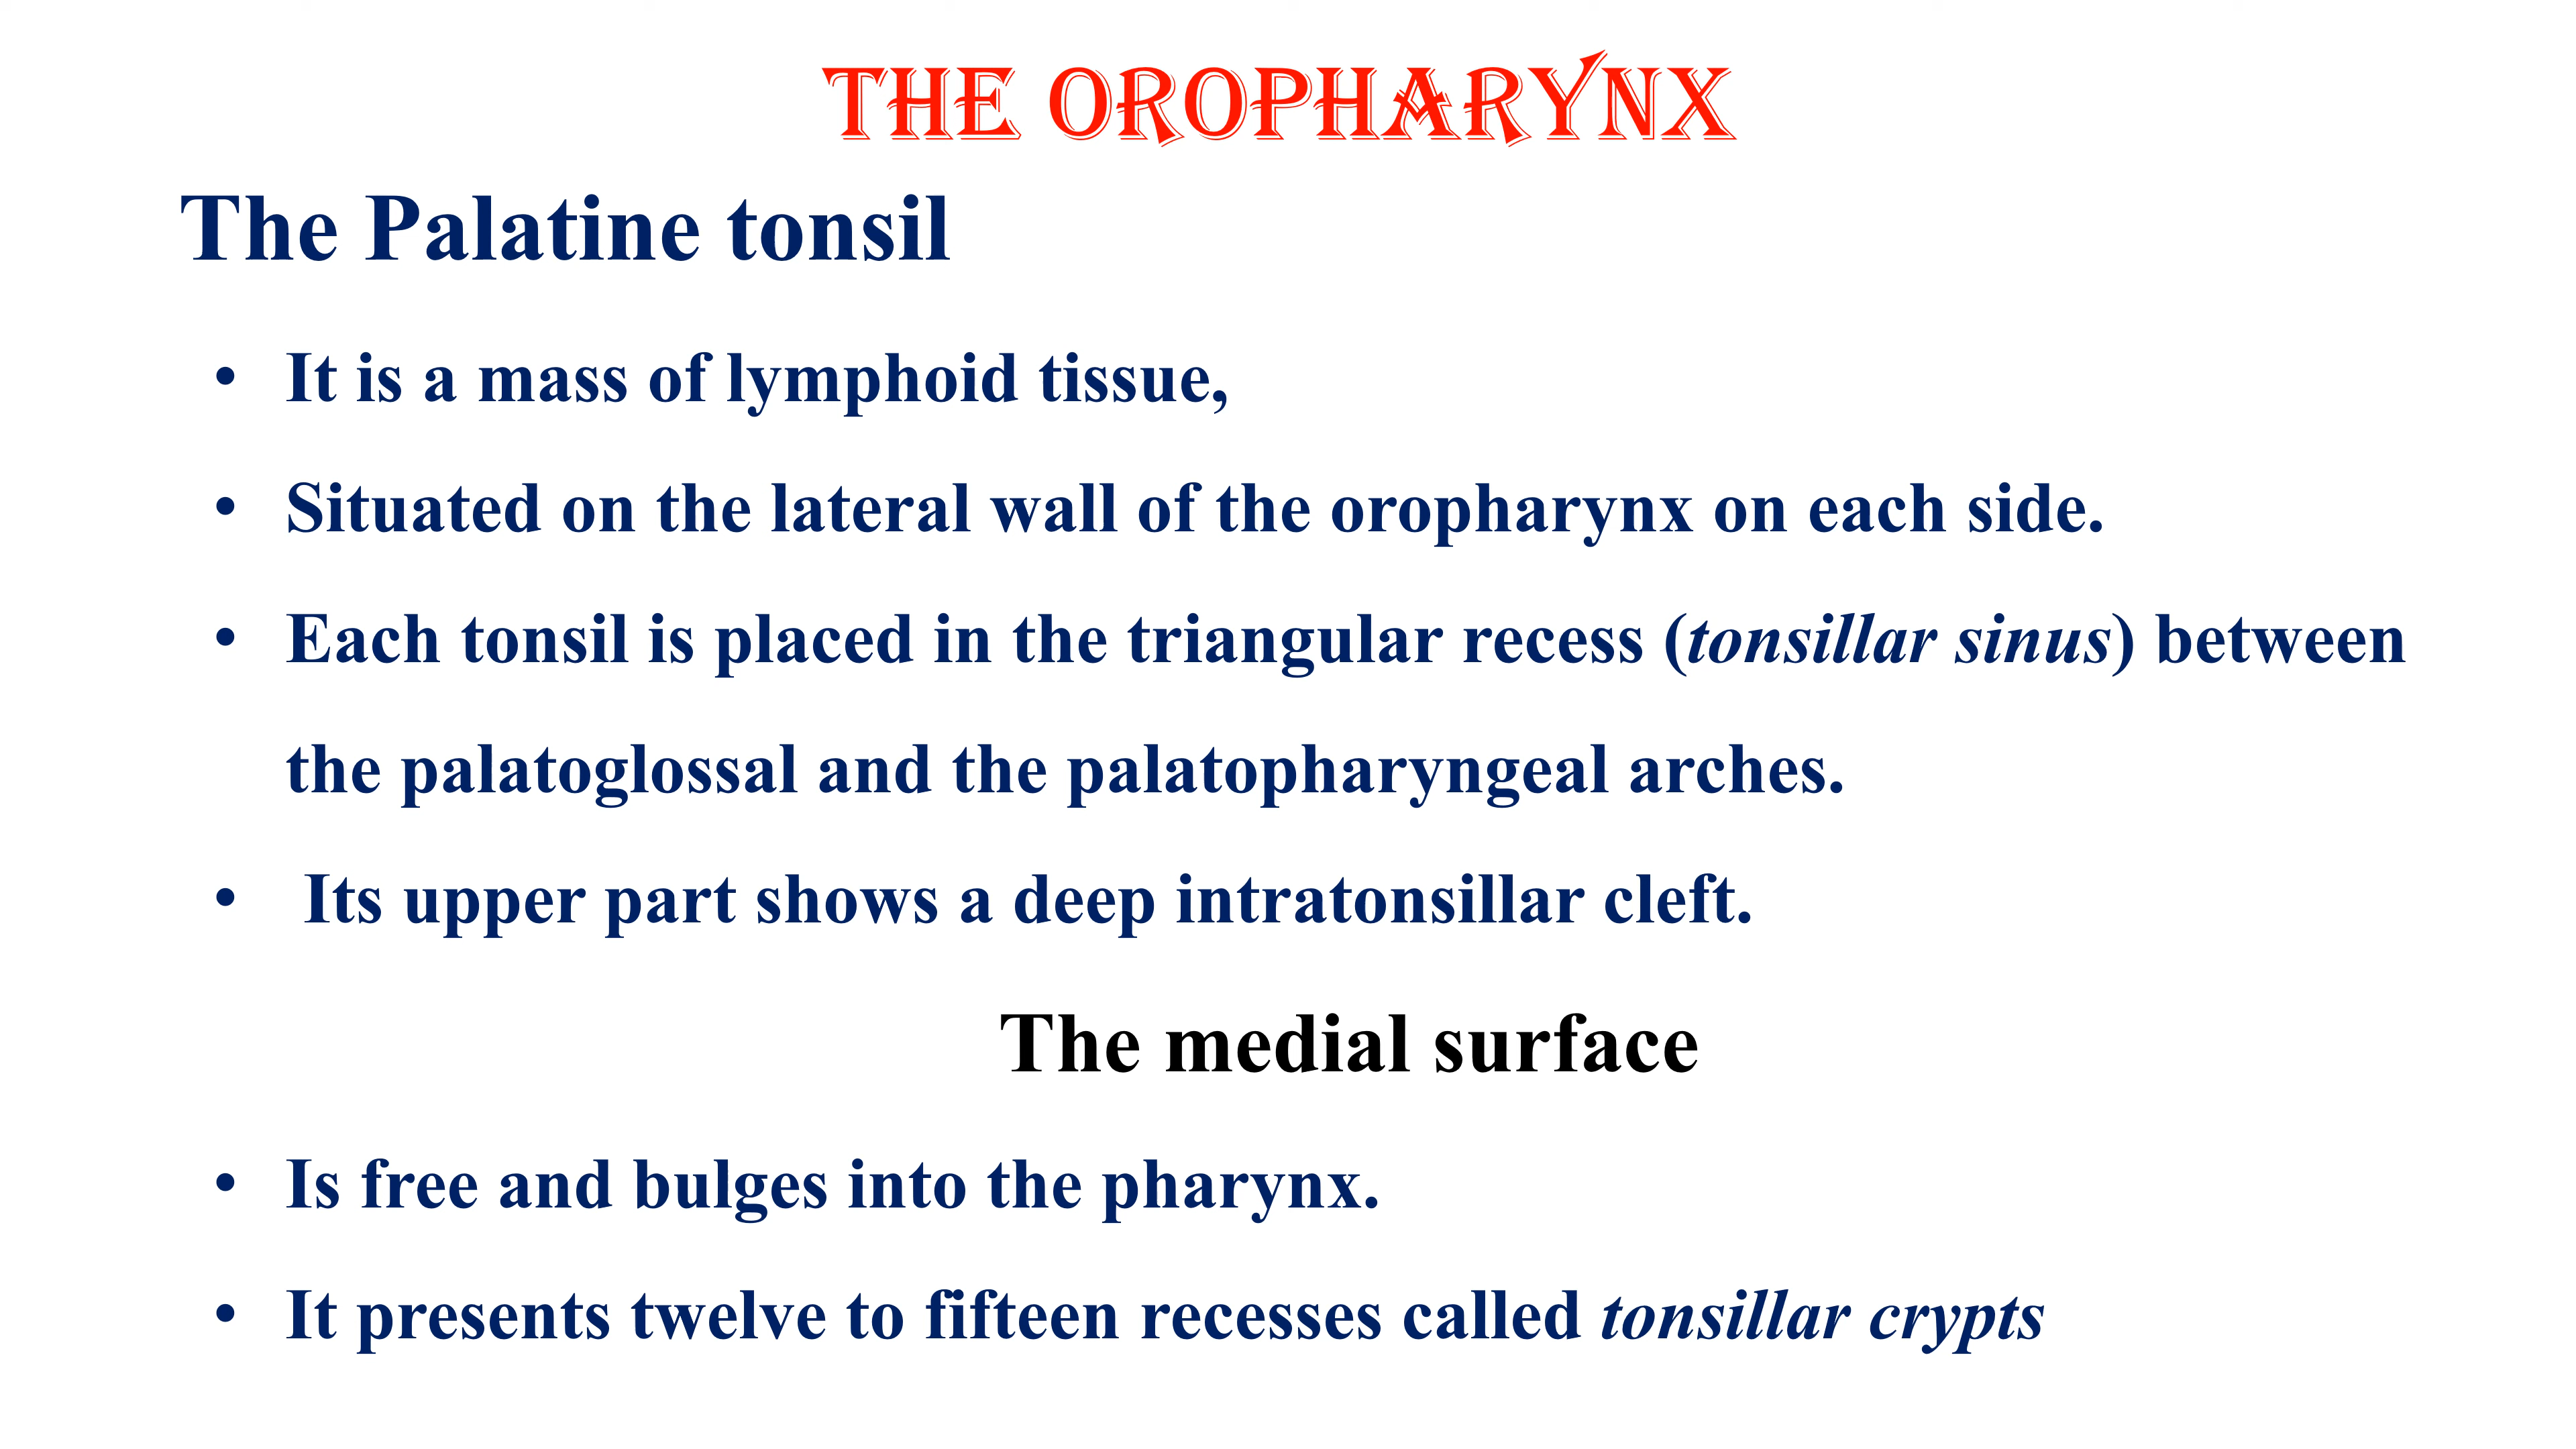 THE OROPHARYNX
The Palatine tonsil
• It is a mass of lymphoid tissue,
• Situated on the lateral wall of the oropharynx on each side.
• Each tonsil is placed in the triangular recess (tonsillar sinus) between
the palatoglossal and the palatopharyngeal arches.
• Its upper part shows a deep intratonsillar cleft.
The medial surface
• Is free and bulges into the pharynx.
• It presents twelve to fifteen recesses called tonsillar crypts